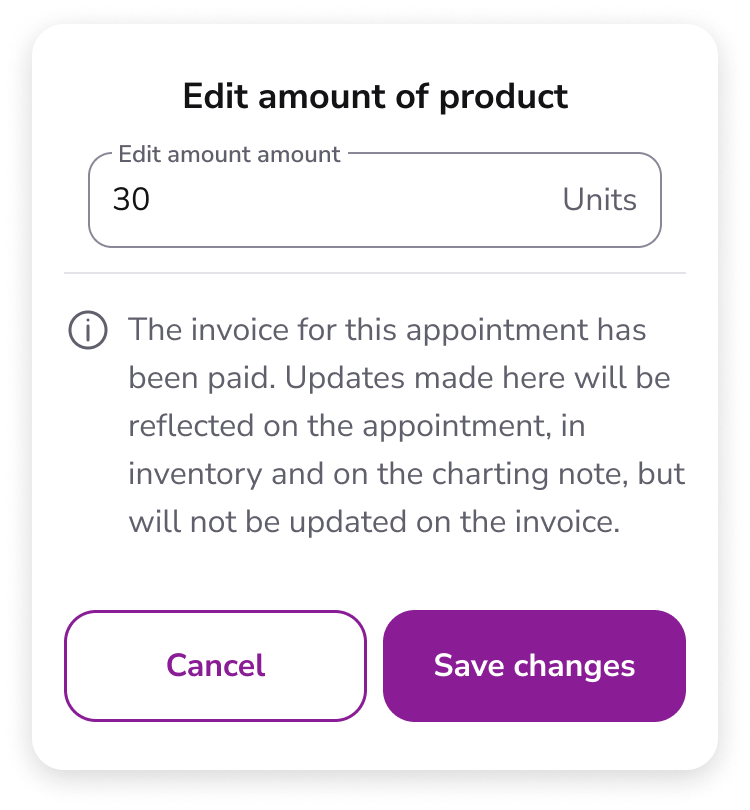 Edit amount of product
Edit amount amount
30 Units
The invoice for this appointment has
been paid. Updates made here will be
reflected on the appointment, in
inventory and on the charting note, but
will not be updated on the invoice.
Cancel Save changes